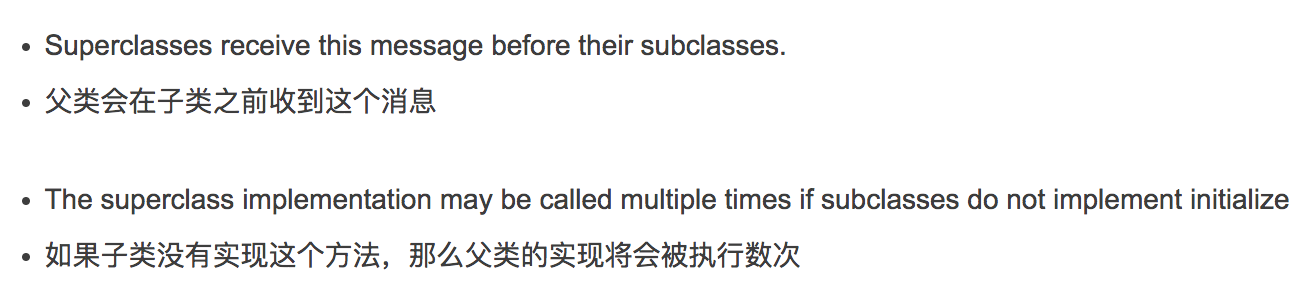 Superclasses receive this message before their subclasses.
父类会在子类之前收到这个消息
The superclass implementation may be called multiple times if subclasses do not implement initialize
如果子类没有实现这个方法，那么父类的实现将会被执行数次